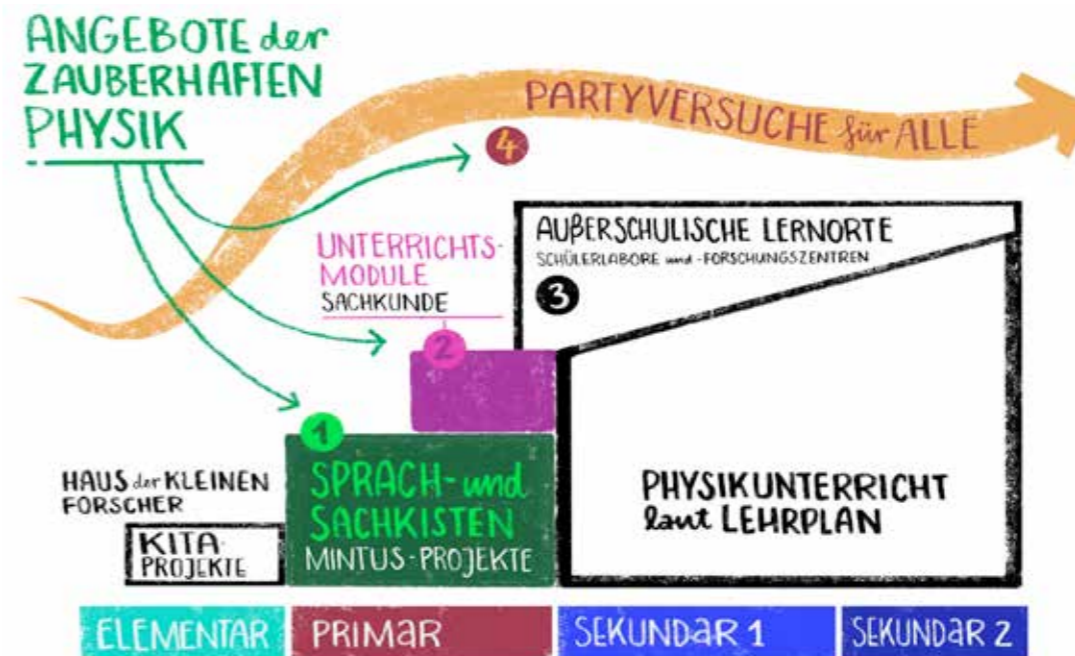 ANGEBOTE der
ZAUBERHAFTEN
PHYSIK
PARTYVERSUCHE für ALLE
4
UNTERRICHTS-
MODULE
SACHKUNDE
2
AUßERSCHULISCHE LERNORTE
SCHÜLERLABORE und -FORSCHUNGSZENTREN
3
1
SPRACH- und
SACHKISTEN
MINTUS-PROJEKTE
HAUS der KLEINEN
FORSCHER
KITA-
PROJEKTE
PHYSIKUNTERRICHT
laut LEHRPLAN
ELEMENTAR
PRIMAR
SEKUNDAR 1
SEKUNDAR 2